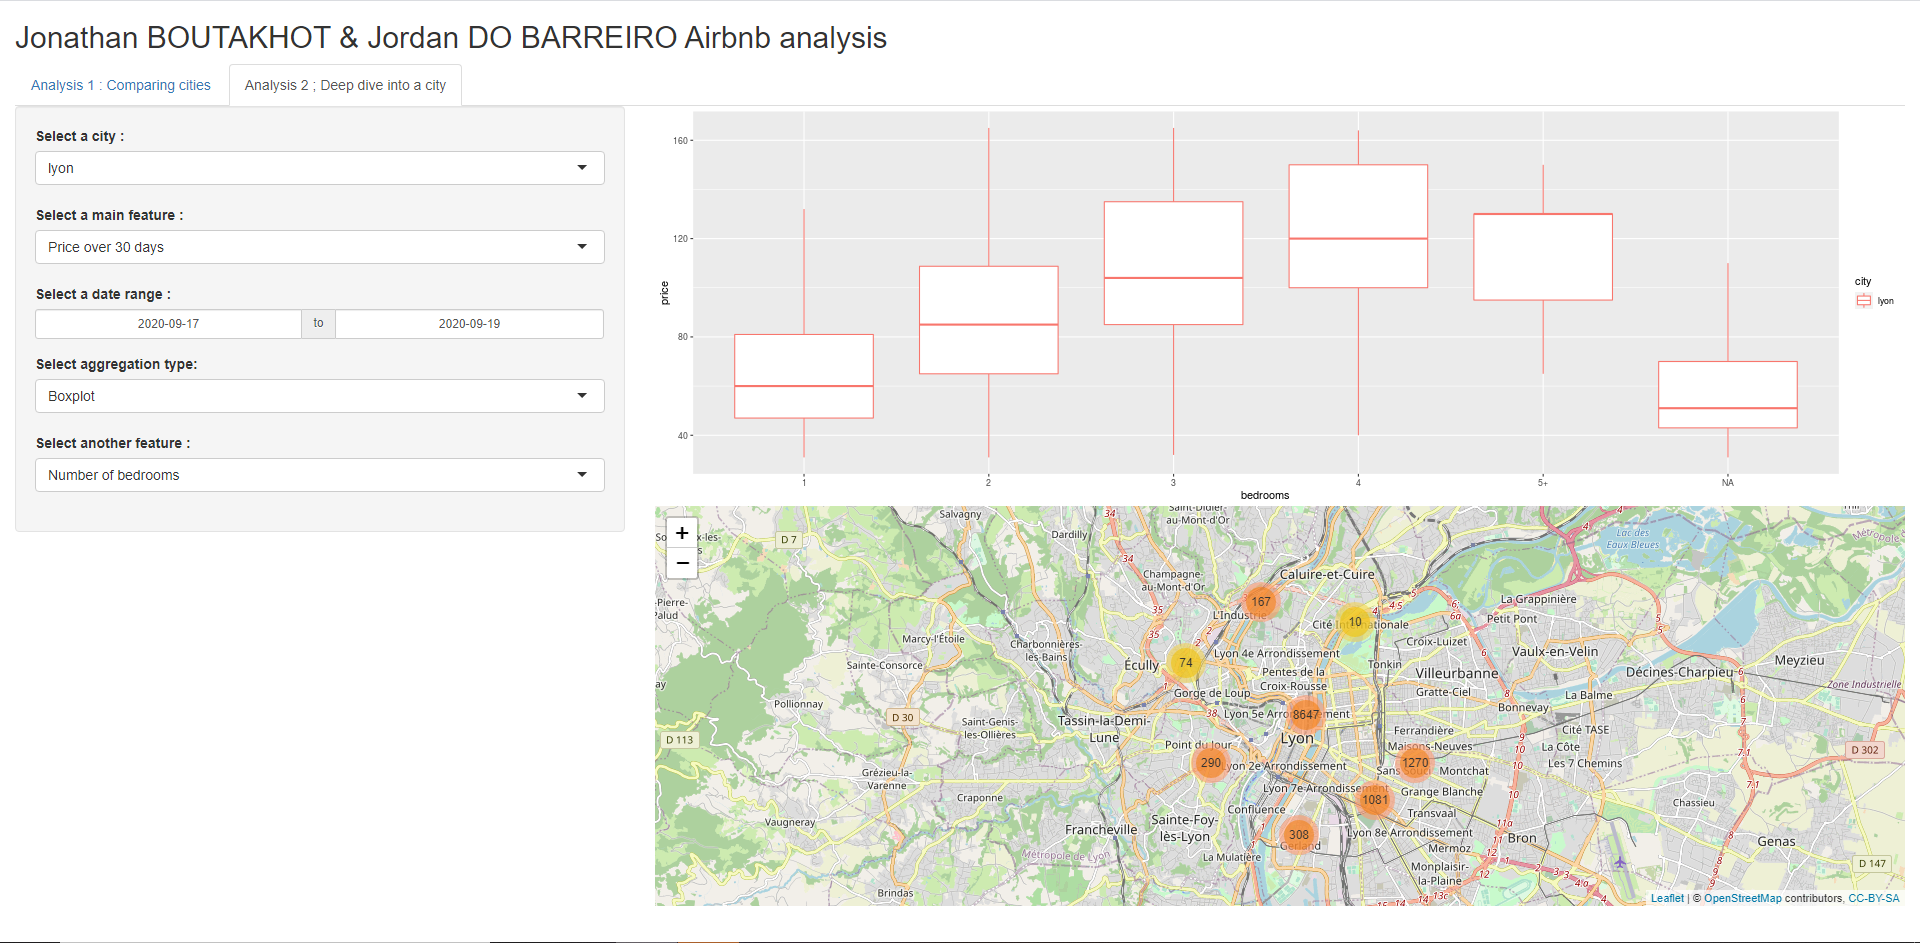 Jonathan BOUTAKHOT & Jordan DO BARREIRO Airbnb analysis
Analysis 1 : Comparing cities
Analysis 2 ; Deep dive into a city
Select a city :
lyon
Select a main feature :
Price over 30 days
Select a date range :
2020-09-17 to 2020-09-19
Select aggregation type:
Boxplot
Select another feature :
Number of bedrooms
160
120
80
40
price
1 2 3 4 5+ NA
bedrooms
city
lyon
+
−
Salvagny
Dardilly
34
34
Saint-Didier-
au-Mont-d'Or
D 7
Champagne-
au-Mont-d'Or
Caluire-et-Cuire
Lac des
Eaux Bleues
La Grappinière
Petit Pont
167
L'Industrie
10
Cité Internationale
35
35
Croix-Luizet
Marcy-l'Étoile
Charbonnières-
les-Bains
Sainte-Consorce
Écully
74
Lyon 4e Arrondissement
Tonkin
Vaulx-en-Velin
Villeurbanne
Décines-Charpieu
Meyzieu
Pentes de la
Croix-Rousse
Gorge de Loup
Gratte-Ciel
La Balme
Zone Industrielle
Bonnevay
Pollionnay
D 30
Saint-Genis-
les-Ollières
Tassin-la-Demi-
Lune
38
Lyon 5e Arrondissement
8647
Lyon
Ferrandière
Maisons-Neuves
Cité TASE
La Côte
Les 7 Chemins
D 113
D 302
Point du Jour
290
Lyon 2e Arrondissement
1270
Sans Souci
Montchat
Grézieu-la-
Varenne
Craponne
Lyon 7e Arrondissement
Grange Blanche
1081
Confluence
Transvaal
Chassieu
Vaugneray
Francheville
Sainte-Foy-
lès-Lyon
308
Gerland
Lyon 8e Arrondissement
Bron
Genas
Mermoz
Métropole de Lyon
La Mulatière
Monplaisir-
la-Plaine
D 147
Brindas
Leaflet | © OpenStreetMap contributors, CC-BY-SA